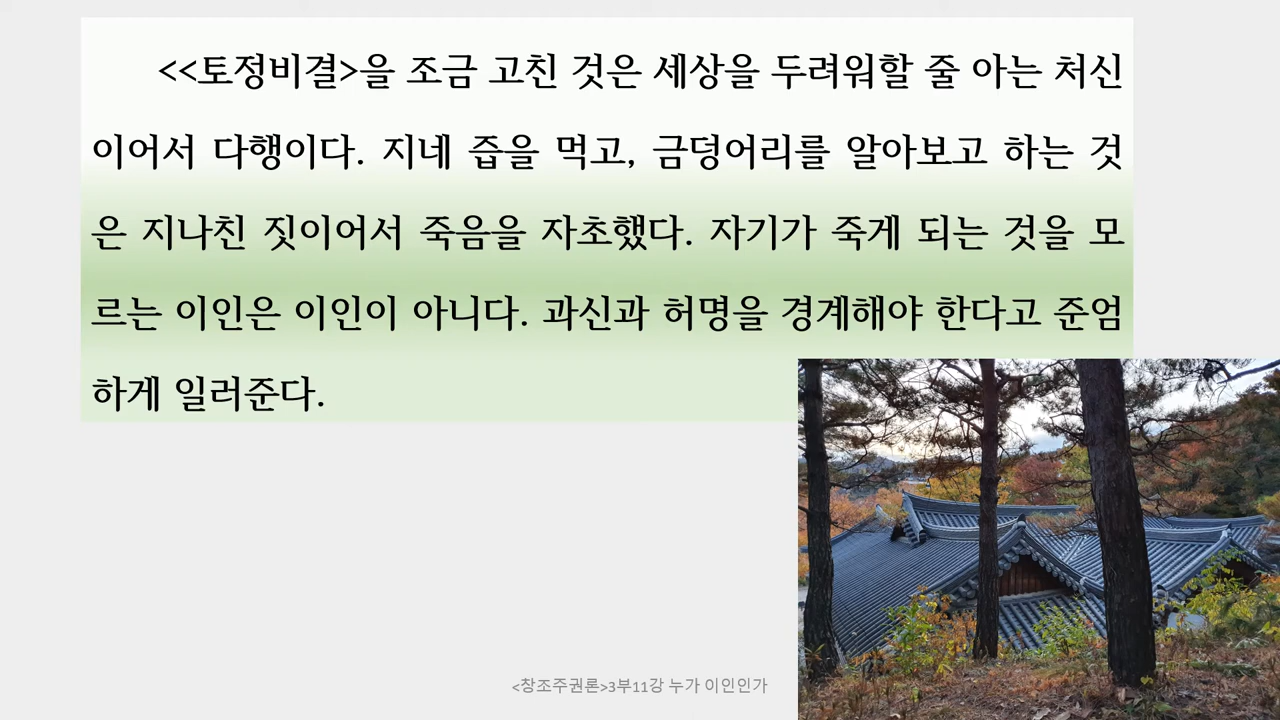 <<토정비결>을 조금 고친 것은 세상을 두려워할 줄 아는 처신
이어서 다행이다. 지네 즙을 먹고, 금덩어리를 알아보고 하는 것
은 지나친 짓이어서 죽음을 자초했다. 자기가 죽게 되는 것을 모
르는 이인은 이인이 아니다. 과신과 허명을 경계해야 한다고 준엄
하게 일러준다.
<창조주권론>3부11강 누가 이인인가